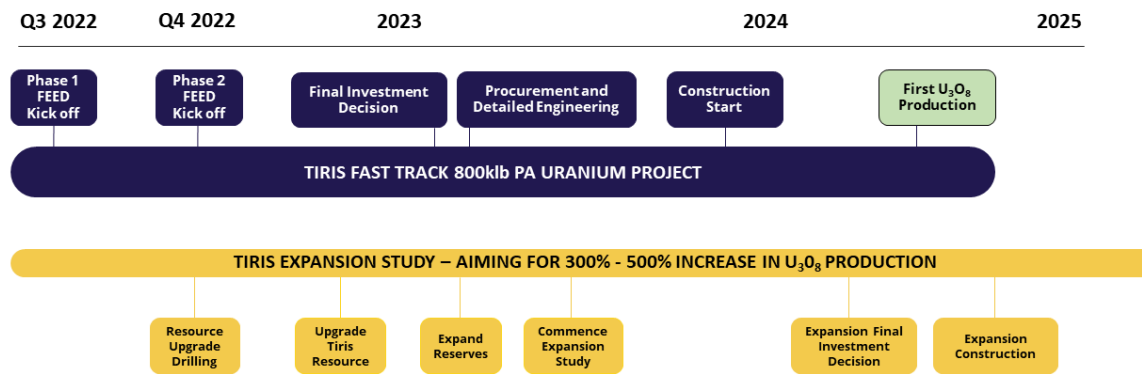 Q3 2022
Q4 2022
2023
2024
2025
Phase 1
FEED
Kick off
Phase 2
FEED
Kick off
Final Investment
Decision
Procurement and
Detailed Engineering
Construction
Start
First U₃O₈
Production
TIRIS FAST TRACK 800klb PA URANIUM PROJECT
TIRIS EXPANSION STUDY – AIMING FOR 300% - 500% INCREASE IN U₃0₈ PRODUCTION
Resource
Upgrade
Drilling
Upgrade
Tiris
Resource
Expand
Reserves
Commence
Expansion
Study
Expansion Final
Investment
Decision
Expansion
Construction